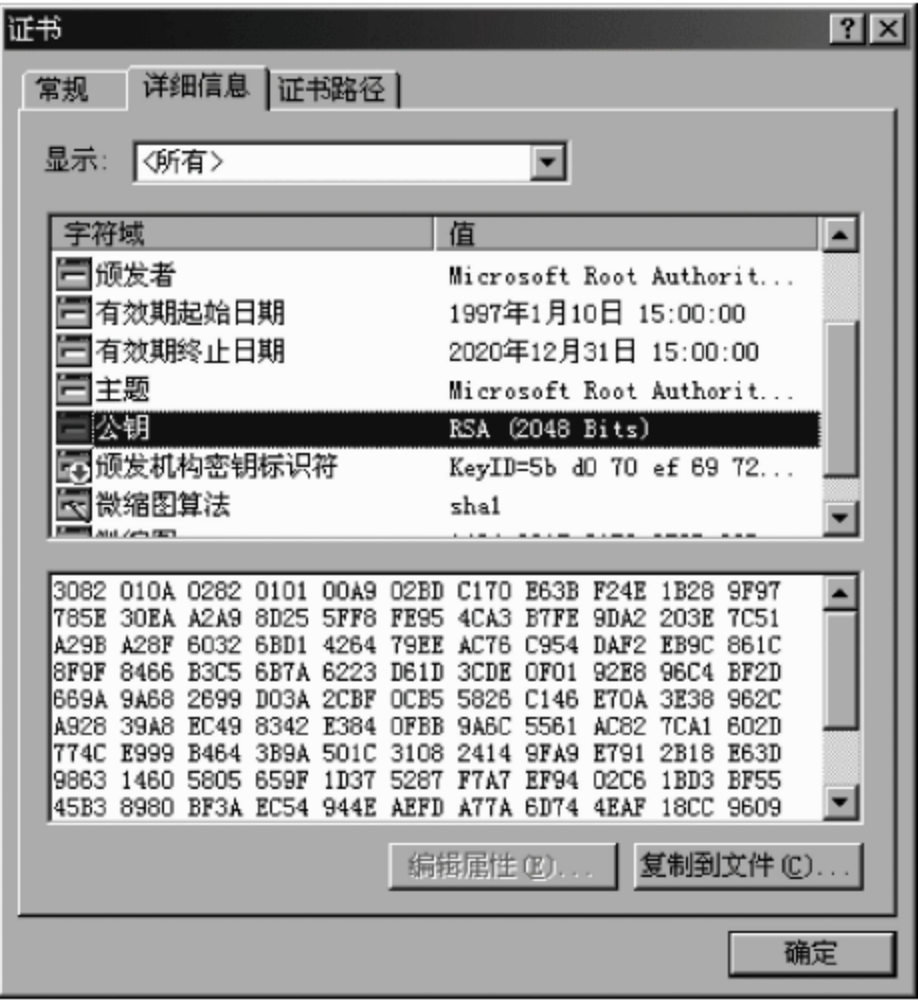 证书
常规 详细信息 证书路径
显示: <所有>
字符域 值
颁发者 Microsoft Root Authorit...
有效期起始日期 1997年1月10日 15:00:00
有效期终止日期 2020年12月31日 15:00:00
主题 Microsoft Root Authorit...
公钥 RSA (2048 Bits)
颁发机构密钥标识符 KeyID=5b d0 70 ef 69 72...
微缩图算法 sha1
3082 010A 0282 0101 00A9 02BD C170 E63B F24E 1B28 9F97
785E 30EA A2A9 8D25 5FF8 FE95 4CA3 B7FE 9DA2 203E 7C51
A29B A28F 6032 6BD1 4264 79EE AC76 C954 DAF2 EB9C 861C
8F9F 8466 B3C5 6B7A 6223 D61D 3CDE 0F01 92E8 96C4 BF2D
669A 9A68 2699 D03A 2CBF 0CB5 5826 C146 E70A 3E38 962C
A928 39A8 EC49 8342 E384 0FBB 9A6C 5561 AC82 7CA1 602D
774C E999 B464 3B9A 501C 3108 2414 9FA9 E791 2B18 E63D
9863 1460 5805 659F 1D37 5287 F7A7 EF94 02C6 1BD3 BF55
45B3 8980 BF3A EC54 944E AEFD A77A 6D74 4EAF 18CC 9609
编辑属性(E)... 复制到文件(C)...
确定